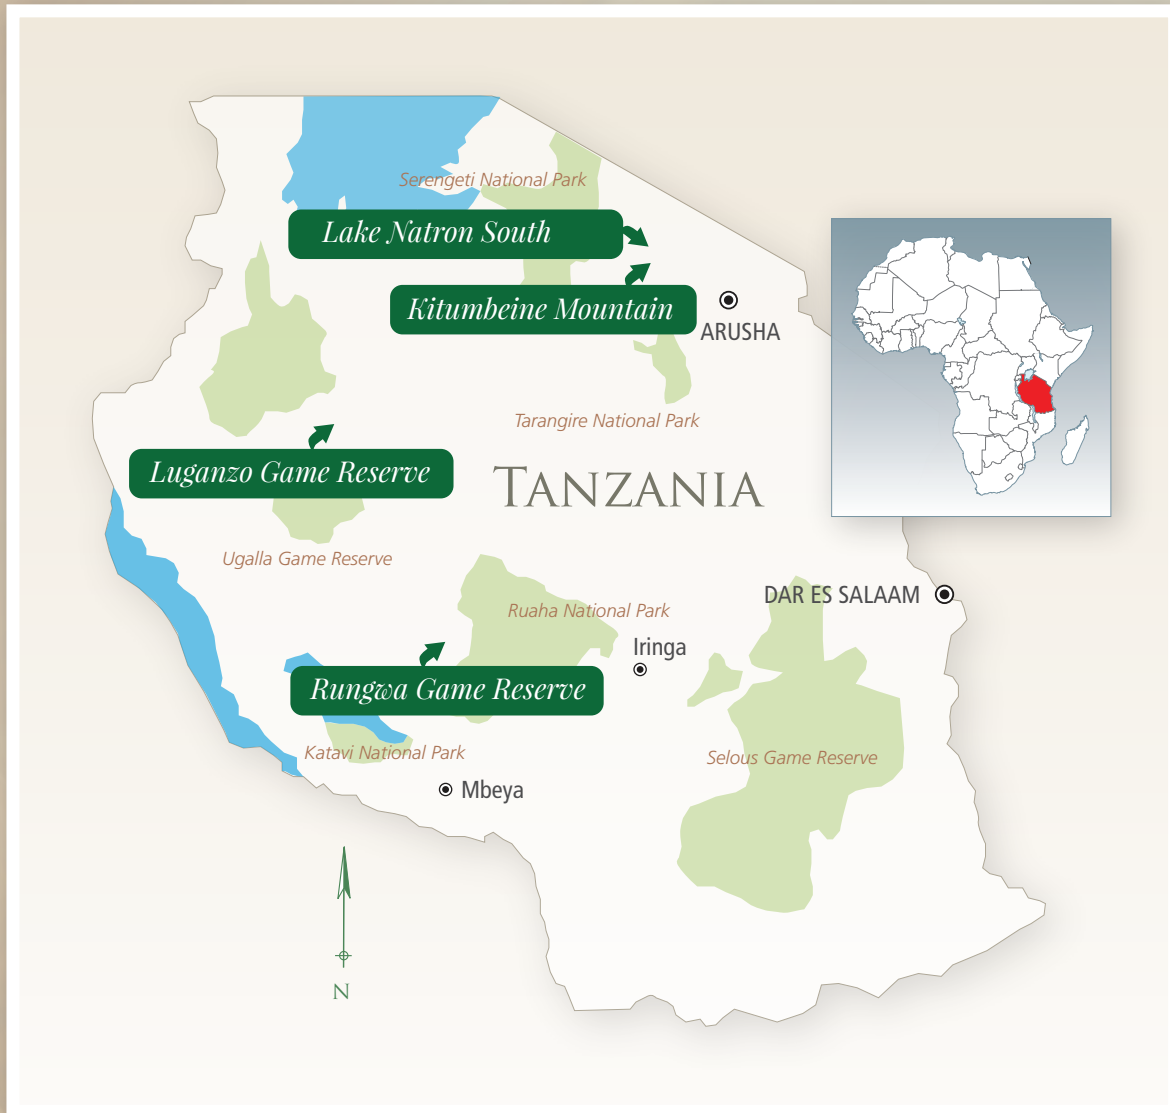 Serengeti National Park
Lake Natron South
Kitumbeine Mountain
ARUSHA
Tarangire National Park
Luganzo Game Reserve
TANZANIA
Ugalla Game Reserve
DAR ES SALAAM
Ruaha National Park
Iringa
Rungwa Game Reserve
Katavi National Park
Selous Game Reserve
Mbeya
N